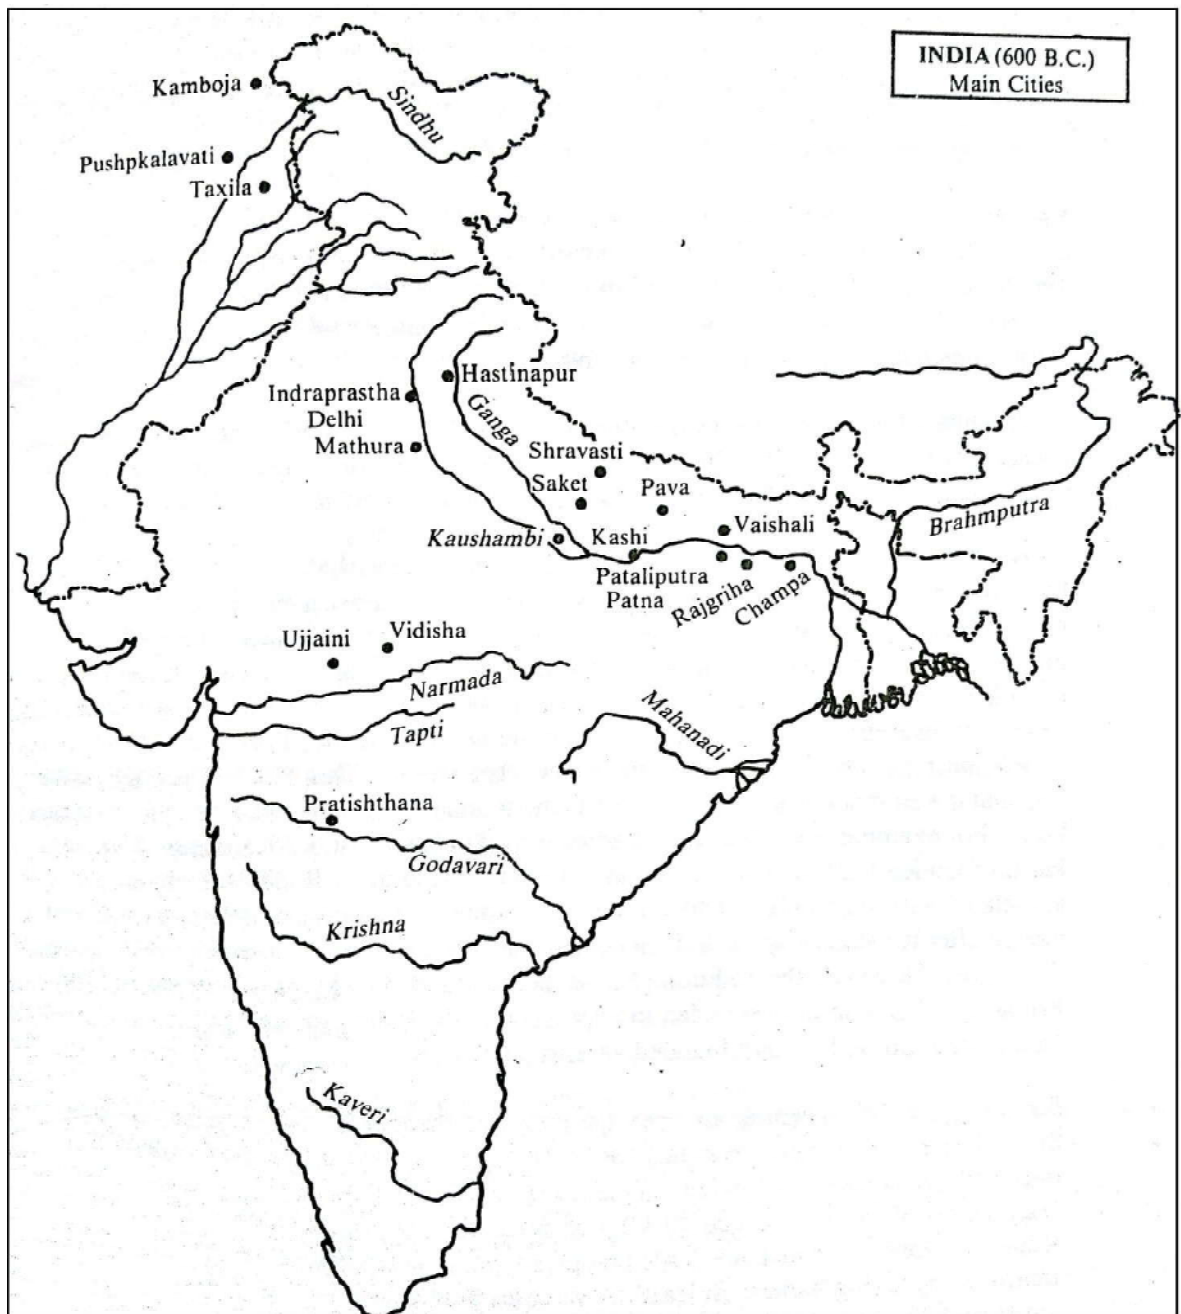 INDIA (600 B.C.)
Main Cities
Kamboja
Sindhu
Pushpkalavati
Taxila
Hastinapur
Indraprastha
Delhi
Ganga
Mathura
Shravasti
Saket
Pava
Vaishali
Brahmputra
Kaushambi
Kashi
Pataliputra
Patna
Rajgriha
Champa
Ujjaini
Vidisha
Narmada
Mahanadi
Tapti
Pratishthana
Godavari
Krishna
Kaveri